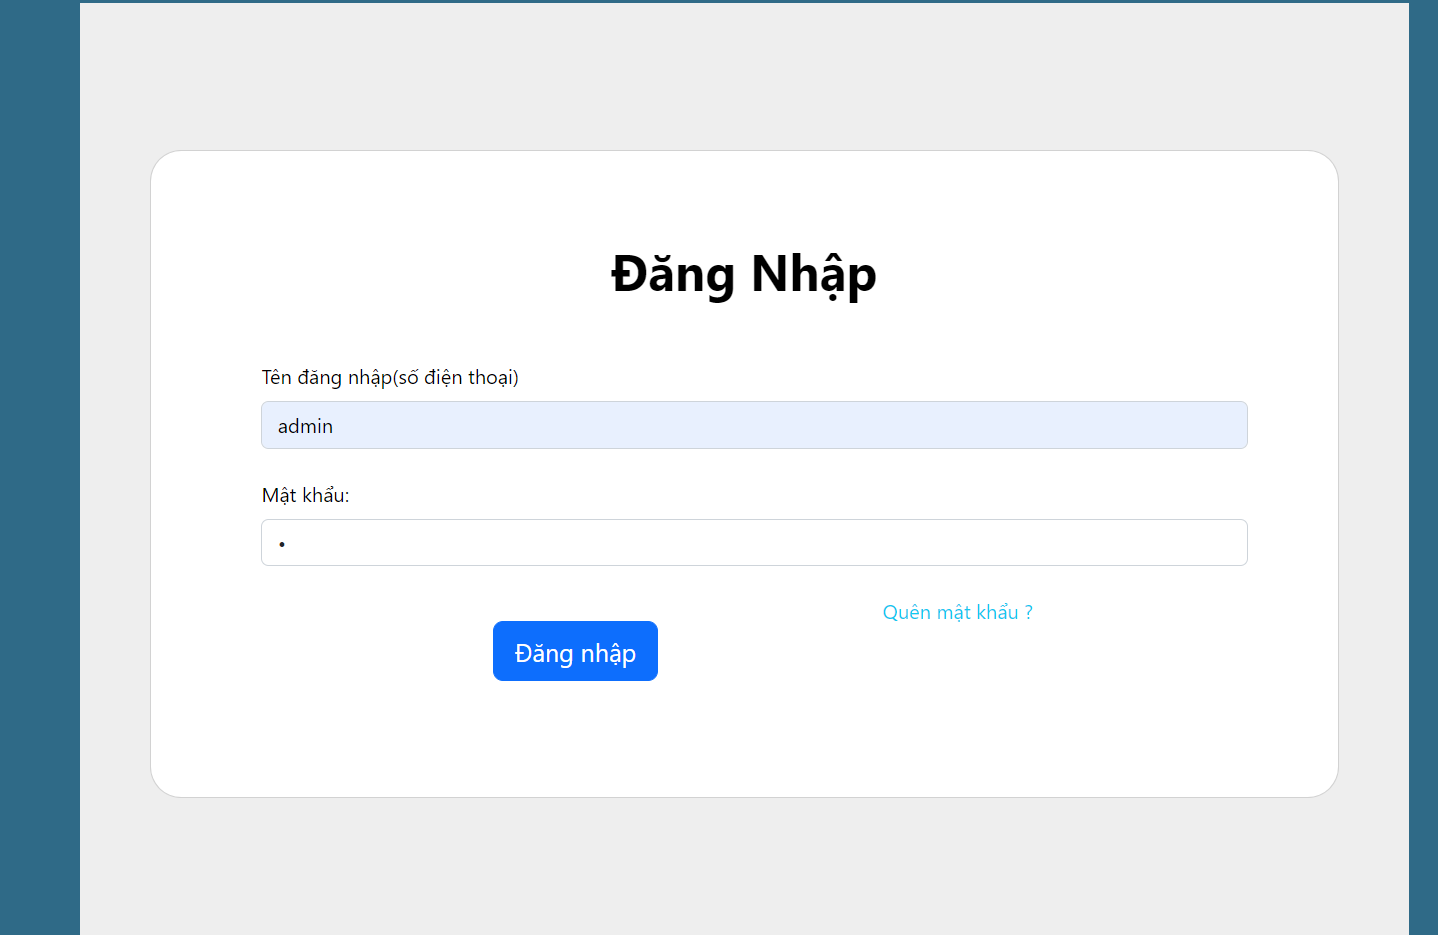 Đăng Nhập
Tên đăng nhập(số điện thoại)
admin
Mật khẩu:
•
Quên mật khẩu ?
Đăng nhập